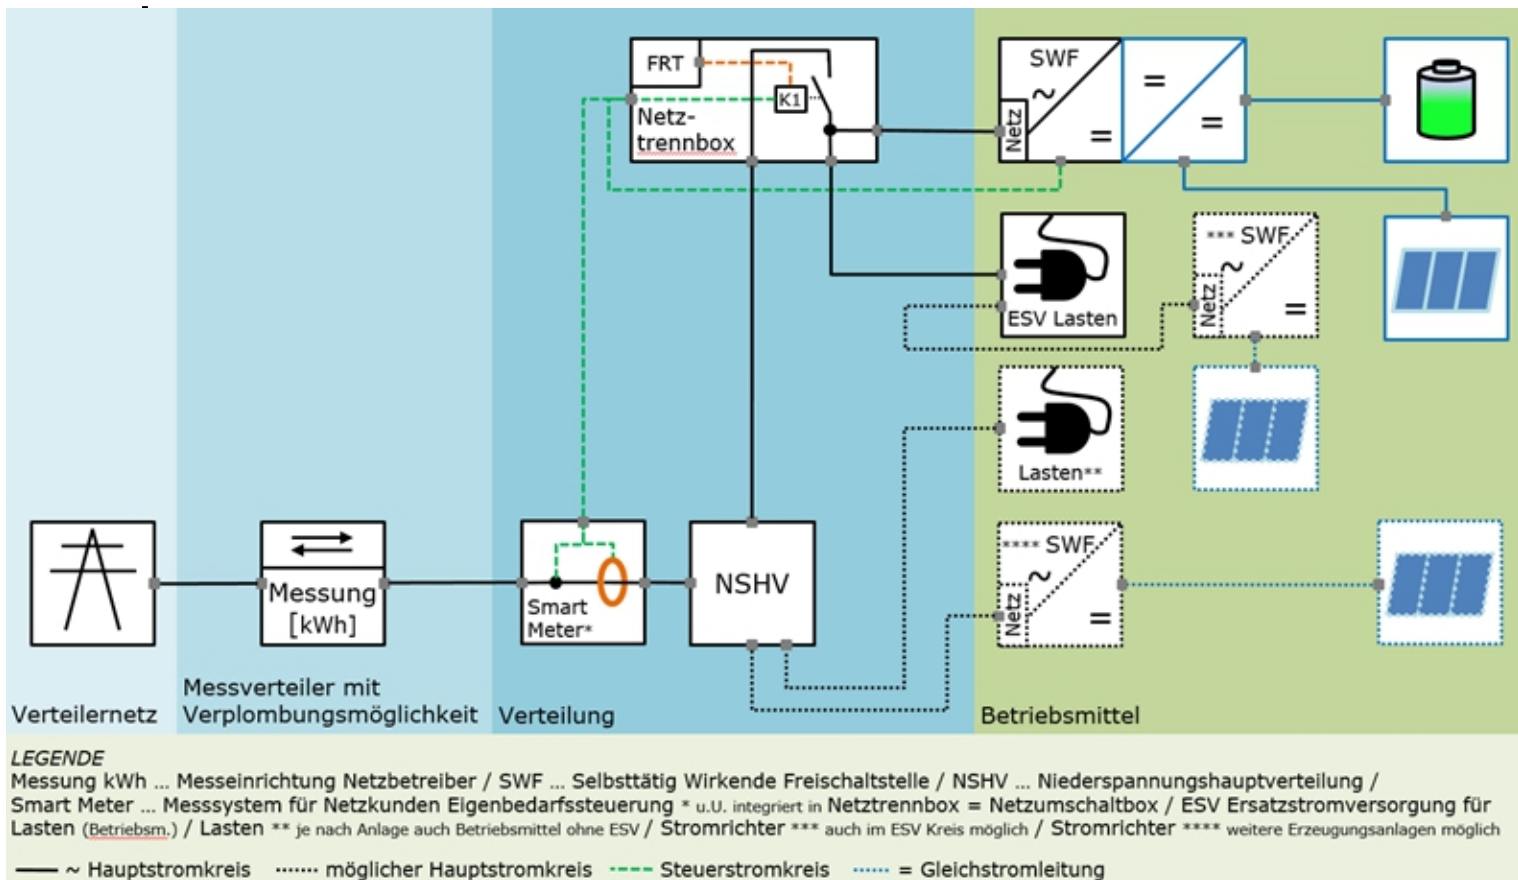 FRT
K1
Netz-
trennbox
SWF
~
=
Netz
=
=
ESV Lasten
*** SWF
~
Netz
=
Lasten**
Messung
[kWh]
Smart
Meter*
NSHV
**** SWF
~
Netz
=
Verteilernetz
Messverteiler mit
Verplombungsmöglichkeit
Verteilung
Betriebsmittel
LEGENDE
Messung kWh ... Messeinrichtung Netzbetreiber / SWF ... Selbsttätig Wirkende Freischaltstelle / NSHV ... Niederspannungshauptverteilung /
Smart Meter ... Messsystem für Netzkunden Eigenbedarfssteuerung * u.U. integriert in Netztrennbox = Netzumschaltbox / ESV Ersatzstromversorgung für
Lasten (Betriebsm.) / Lasten ** je nach Anlage auch Betriebsmittel ohne ESV / Stromrichter *** auch im ESV Kreis möglich / Stromrichter **** weitere Erzeugungsanlagen möglich
~ Hauptstromkreis möglicher Hauptstromkreis Steuerstromkreis = Gleichstromleitung